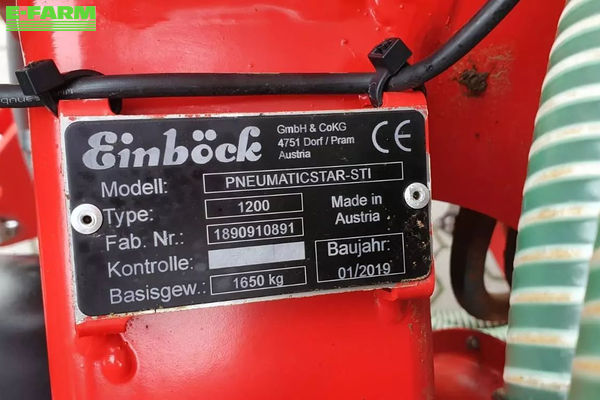 E-FARM
Einböck
GmbH & CoKG
4751 Dorf / Pram
Austria
CE
Modell: PNEUMATICSTAR-STI
Type: 1200
Made in
Austria
Fab. Nr.: 1890910891
Kontrolle:
Baujahr:
01/2019
Basisgew.: 1650 kg